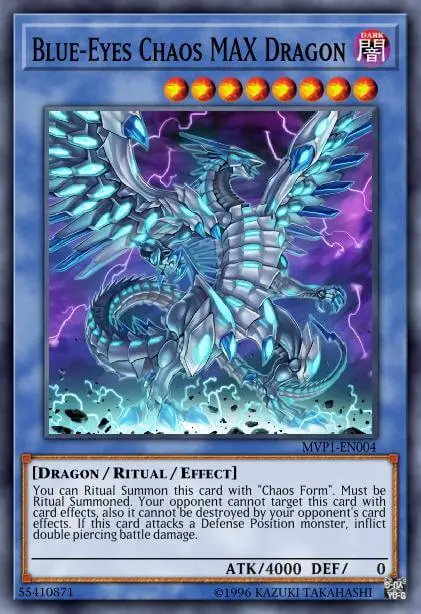 BLUE-EYES CHAOS MAX DRAGON
DARK
闇
MVP1-EN004
[DRAGON / RITUAL / EFFECT]
You can Ritual Summon this card with "Chaos Form". Must be
Ritual Summoned. Your opponent cannot target this card with
card effects, also it cannot be destroyed by your opponent's card
effects. If this card attacks a Defense Position monster, inflict
double piercing battle damage.
ATK/4000 DEF/ 0
55410871
©1996 KAZUKI TAKAHASHI